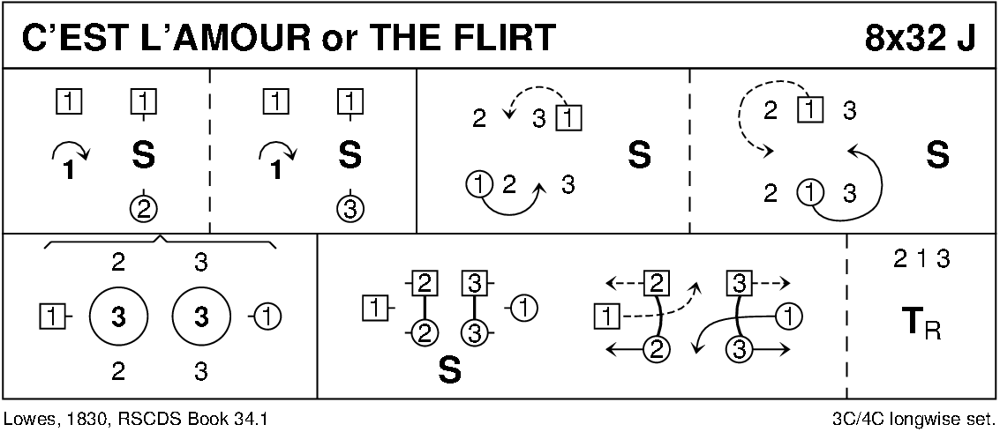 C'EST L'AMOUR or THE FLIRT 8x32 J
1 1 1 1
1 S 1 S
2 3
2 3 1 S
1 2 3
2 1 3 S
2 1 3
2 3
1 3 3 1
2 3
1 2 3 1
2 3
S
2 3
1 1
2 3
2 1 3
TR
Lowes, 1830, RSCDS Book 34.1 3C/4C longwise set.